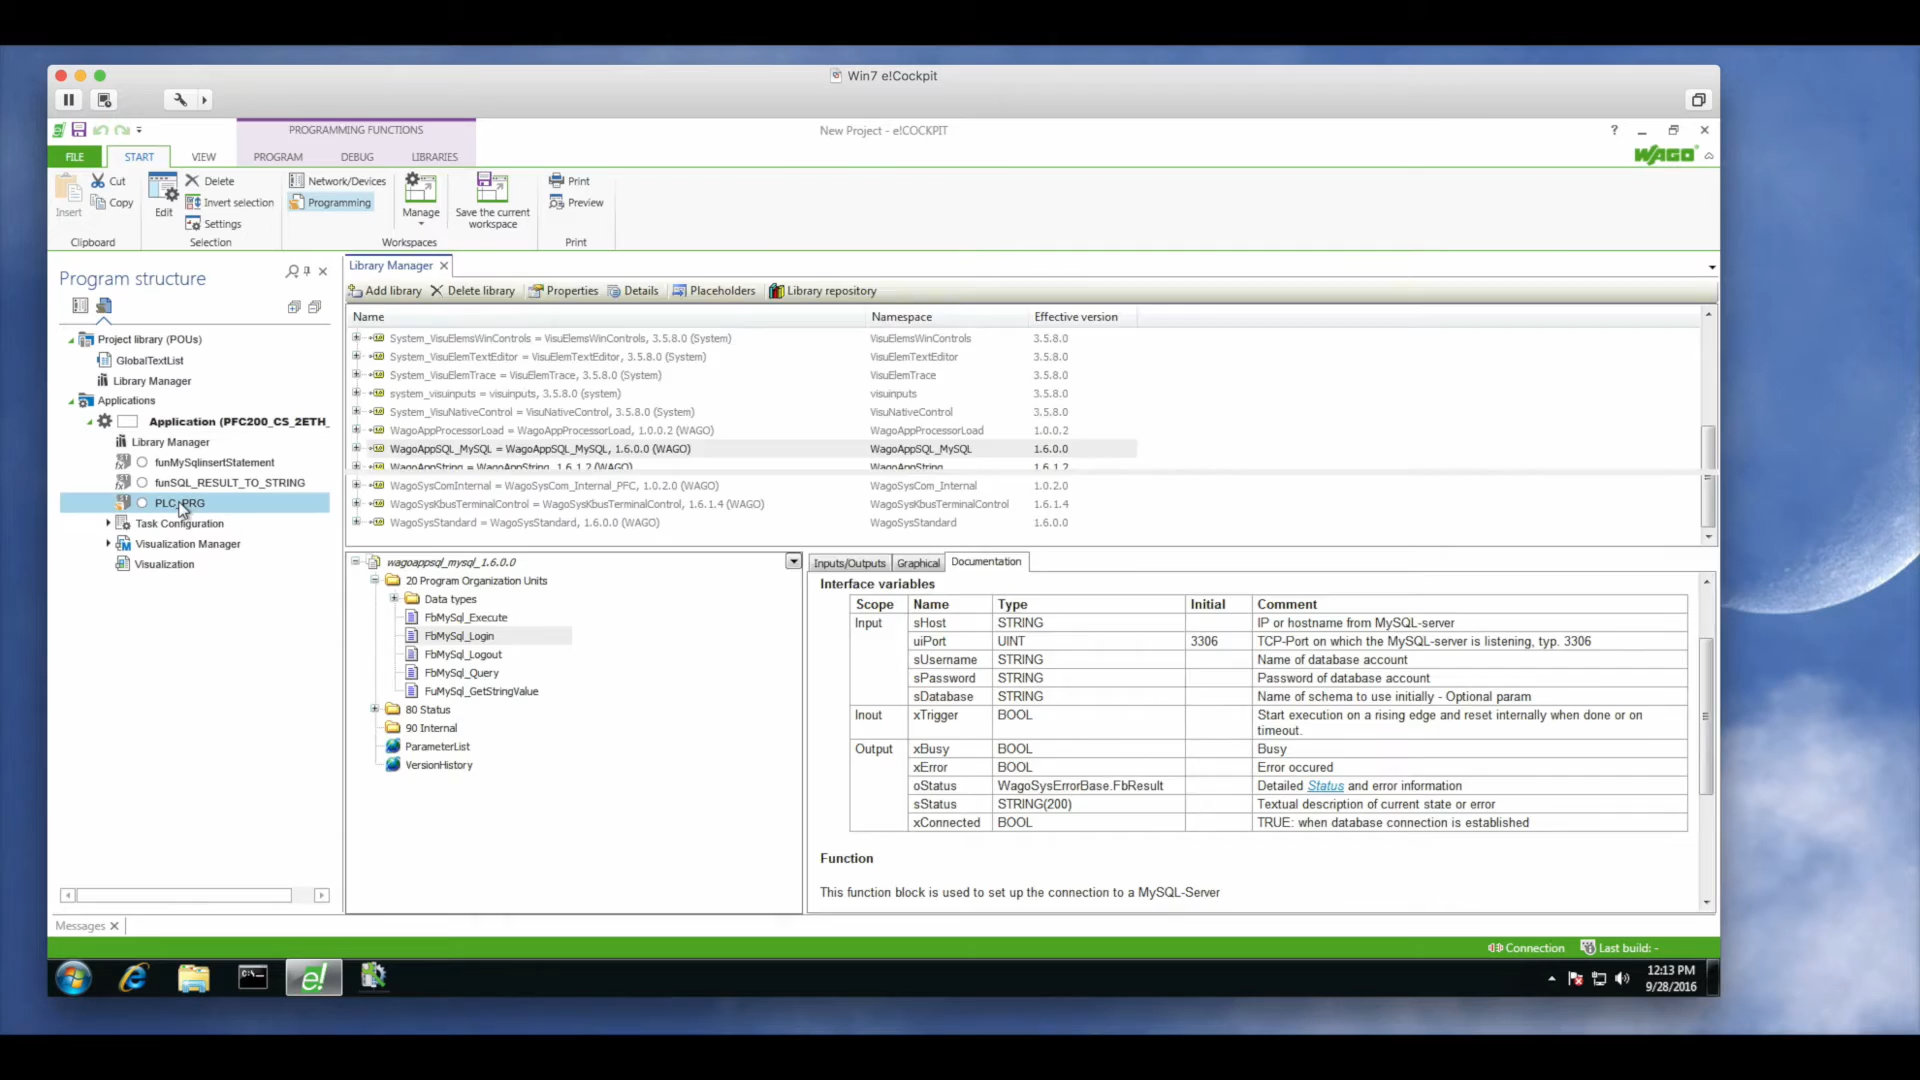 Win7 e!Cockpit
PROGRAMMING FUNCTIONS
New Project - e!COCKPIT
?
FILE
START
VIEW
PROGRAM
DEBUG
LIBRARIES
WAGO
Insert
Cut
Copy
Clipboard
Edit
Delete
Invert selection
Settings
Selection
Network/Devices
Programming
Manage
Save the current
workspace
Workspaces
Print
Preview
Print
Program structure
Project library (POUs)
GlobalTextList
Library Manager
Applications
Application (PFC200_CS_2ETH_
Library Manager
funMySqlinsertStatement
funSQL_RESULT_TO_STRING
PLC_PRG
Task Configuration
Visualization Manager
Visualization
Library Manager
Add library
Delete library
Properties
Details
Placeholders
Library repository
Name Namespace Effective version
System_VisuElemsWinControls = VisuElemsWinControls, 3.5.8.0 (System) VisuElemsWinControls 3.5.8.0
System_VisuElemTextEditor = VisuElemTextEditor, 3.5.8.0 (System) VisuElemTextEditor 3.5.8.0
System_VisuElemTrace = VisuElemTrace, 3.5.8.0 (System) VisuElemTrace 3.5.8.0
system_visuinputs = visuinputs, 3.5.8.0 (system) visuinputs 3.5.8.0
System_VisuNativeControl = VisuNativeControl, 3.5.8.0 (System) VisuNativeControl 3.5.8.0
WagoAppProcessorLoad = WagoAppProcessorLoad, 1.0.0.2 (WAGO) WagoAppProcessorLoad 1.0.0.2
WagoAppSQL_MySQL = WagoAppSQL_MySQL, 1.6.0.0 (WAGO) WagoAppSQL_MySQL 1.6.0.0
WagoAppString = WagoAppString, 1.6.1.2 (WAGO) WagoAppString 1.6.1.2
WagoSysComInternal = WagoSysCom_Internal_PFC, 1.0.2.0 (WAGO) WagoSysCom_Internal 1.0.2.0
WagoSysKbusTerminalControl = WagoSysKbusTerminalControl, 1.6.1.4 (WAGO) WagoSysKbusTerminalControl 1.6.1.4
WagoSysStandard = WagoSysStandard, 1.6.0.0 (WAGO) WagoSysStandard 1.6.0.0
wagoappsql_mysql_1.6.0.0
20 Program Organization Units
Data types
FbMySql_Execute
FbMySql_Login
FbMySql_Logout
FbMySql_Query
FuMySql_GetStringValue
80 Status
90 Internal
ParameterList
VersionHistory
Inputs/Outputs
Graphical
Documentation
Interface variables
Scope Name Type Initial Comment
Input sHost STRING IP or hostname from MySQL-server
uiPort UINT 3306 TCP-Port on which the MySQL-server is listening, typ. 3306
sUsername STRING Name of database account
sPassword STRING Password of database account
sDatabase STRING Name of schema to use initially - Optional param
Inout xTrigger BOOL Start execution on a rising edge and reset internally when done or on
timeout.
Output xBusy BOOL Busy
xError BOOL Error occured
oStatus WagoSysErrorBase.FbResult Detailed Status and error information
sStatus STRING(200) Textual description of current state or error
xConnected BOOL TRUE: when database connection is established
Function
This function block is used to set up the connection to a MySQL-Server
Messages
Connection
Last build: -
12:13 PM
9/28/2016